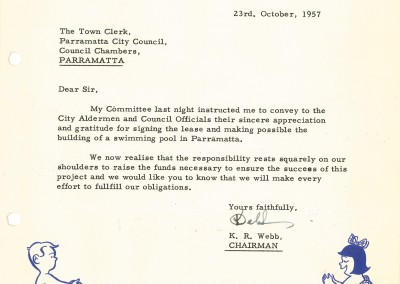 23rd. October, 1957
The Town Clerk,
Parramatta City Council,
Council Chambers,
PARRAMATTA
Dear Sir,
My Committee last night instructed me to convey to the
City Aldermen and Council Officials their sincere appreciation
and gratitude for signing the lease and making possible the
building of a swimming pool in Parramatta.
We now realise that the responsibility rests squarely on our
shoulders to raise the funds necessary to ensure the success of this
project and we would like you to know that we will make every
effort to fullfill our obligations.
Yours faithfully,
K. R. Webb,
CHAIRMAN